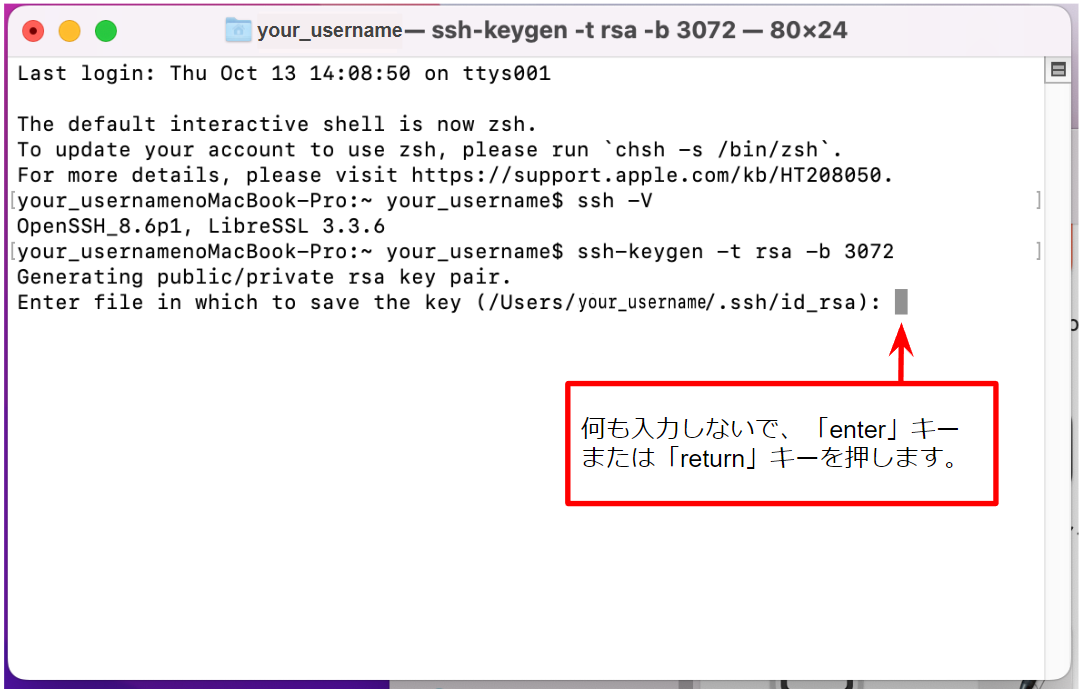 your_username— ssh-keygen -t rsa -b 3072 — 80×24
Last login: Thu Oct 13 14:08:50 on ttys001
The default interactive shell is now zsh.
To update your account to use zsh, please run `chsh -s /bin/zsh`.
For more details, please visit https://support.apple.com/kb/HT208050.
[your_usernamenoMacBook-Pro:~ your_username$ ssh -V ]
OpenSSH_8.6p1, LibreSSL 3.3.6
[your_usernamenoMacBook-Pro:~ your_username$ ssh-keygen -t rsa -b 3072 ]
Generating public/private rsa key pair.
Enter file in which to save the key (/Users/your_username/.ssh/id_rsa):
何も入力しないで、「enter」キー
または「return」キーを押します。